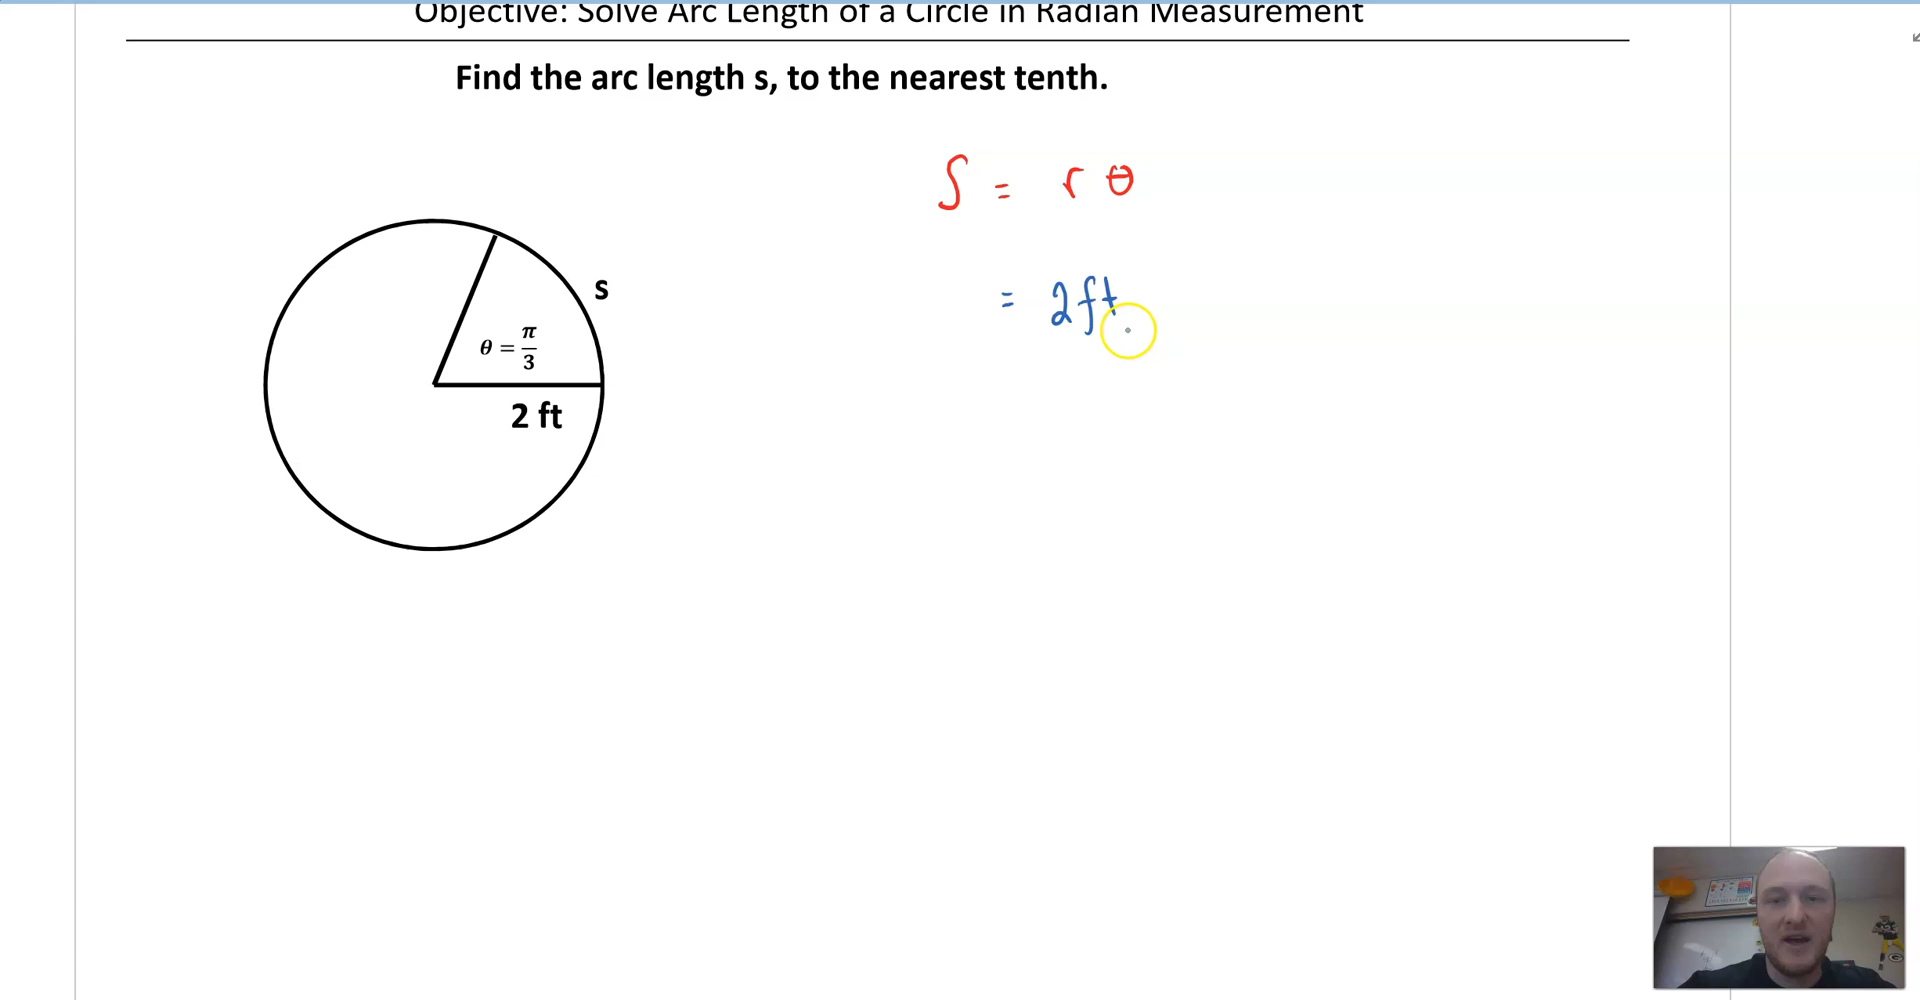 Objective: Solve Arc Length of a Circle in Radian Measurement
Find the arc length s, to the nearest tenth.
S = r θ
= 2ft
s
θ = π/3
2 ft